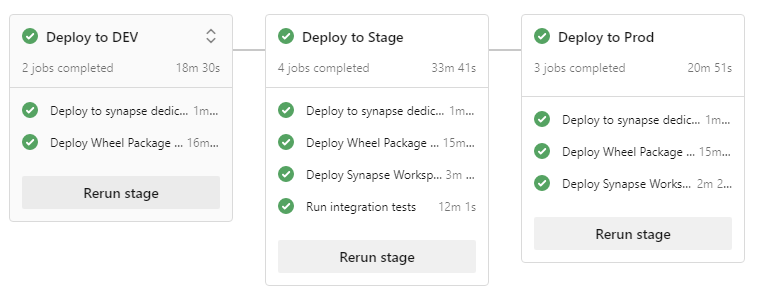 Deploy to DEV
2 jobs completed 18m 30s
Deploy to synapse dedic... 1m...
Deploy Wheel Package ... 16m...
Rerun stage
Deploy to Stage
4 jobs completed 33m 41s
Deploy to synapse dedic... 1m...
Deploy Wheel Package ... 15m...
Deploy Synapse Worksp... 3m ...
Run integration tests 12m 1s
Rerun stage
Deploy to Prod
3 jobs completed 20m 51s
Deploy to synapse dedic... 1m...
Deploy Wheel Package ... 15m...
Deploy Synapse Works... 2m 2...
Rerun stage